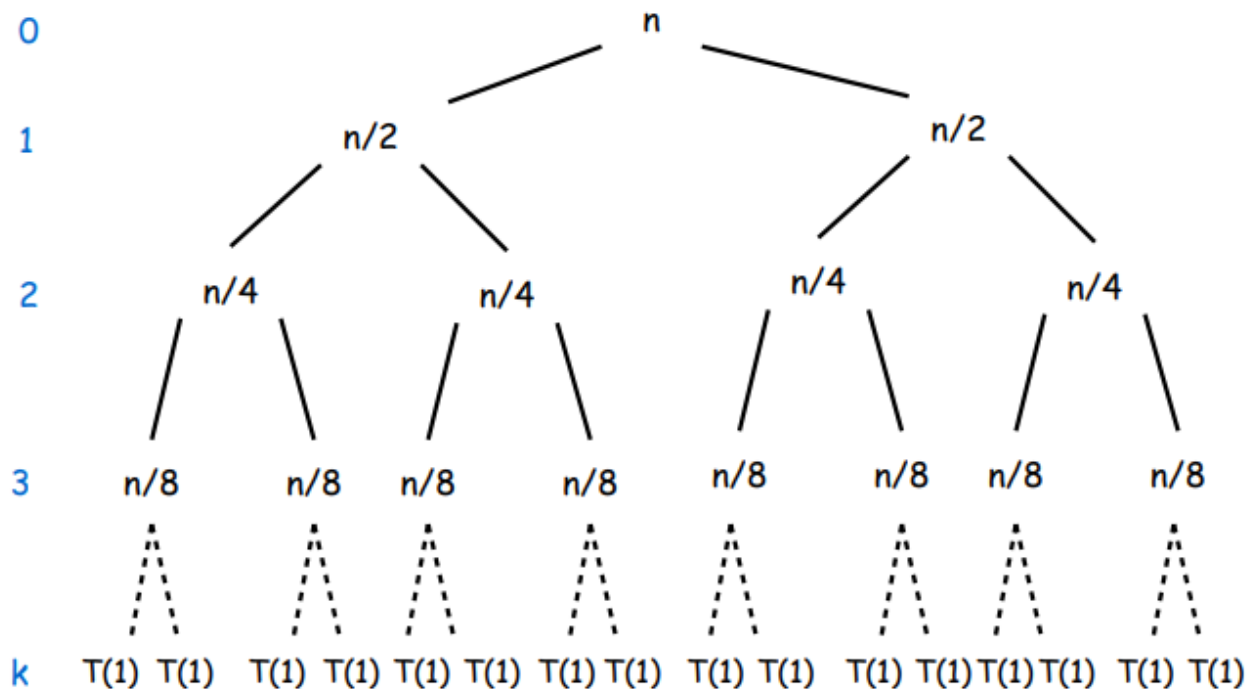 0 n
1 n/2 n/2
2 n/4 n/4 n/4 n/4
3 n/8 n/8 n/8 n/8 n/8 n/8 n/8 n/8
k T(1) T(1) T(1) T(1) T(1) T(1) T(1) T(1) T(1) T(1) T(1) T(1) T(1) T(1) T(1) T(1)